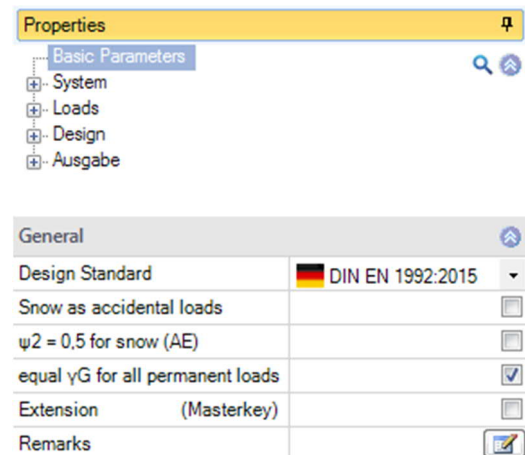 Properties
Basic Parameters
System
Loads
Design
Ausgabe
General
Design Standard DIN EN 1992:2015
Snow as accidental loads
ψ2 = 0,5 for snow (AE)
equal γG for all permanent loads
Extension (Masterkey)
Remarks